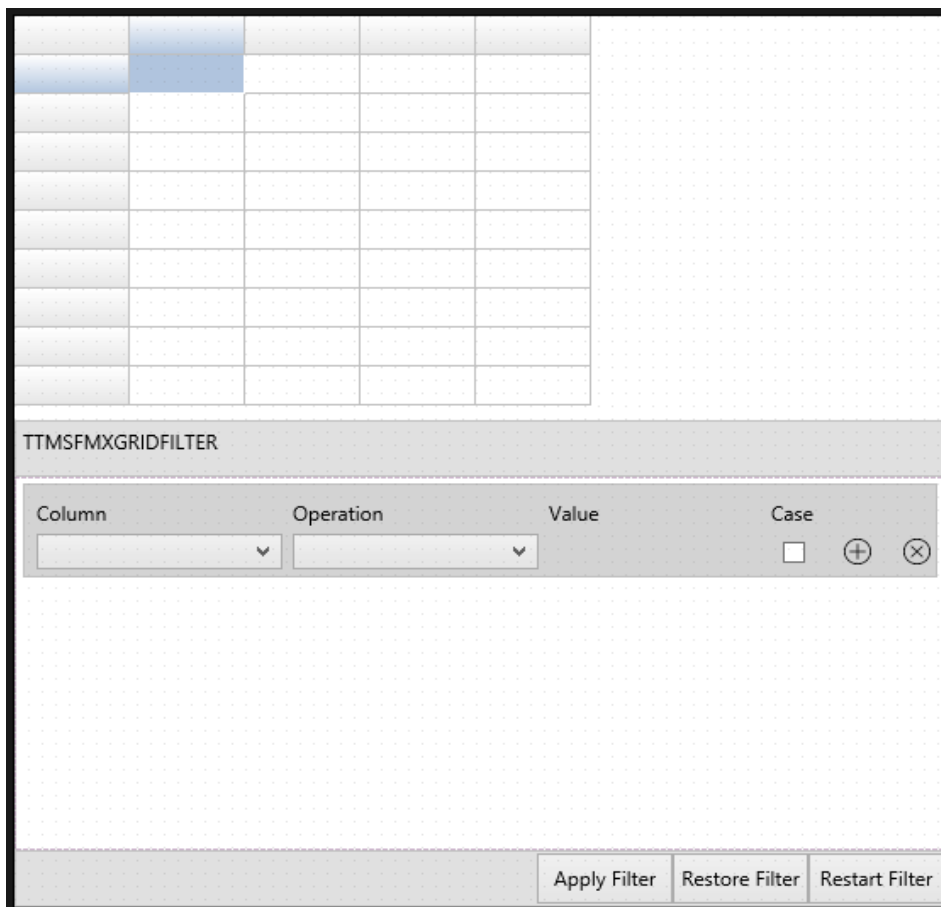 TTMSFMXGRIDFILTER
Column Operation Value Case
Apply Filter Restore Filter Restart Filter